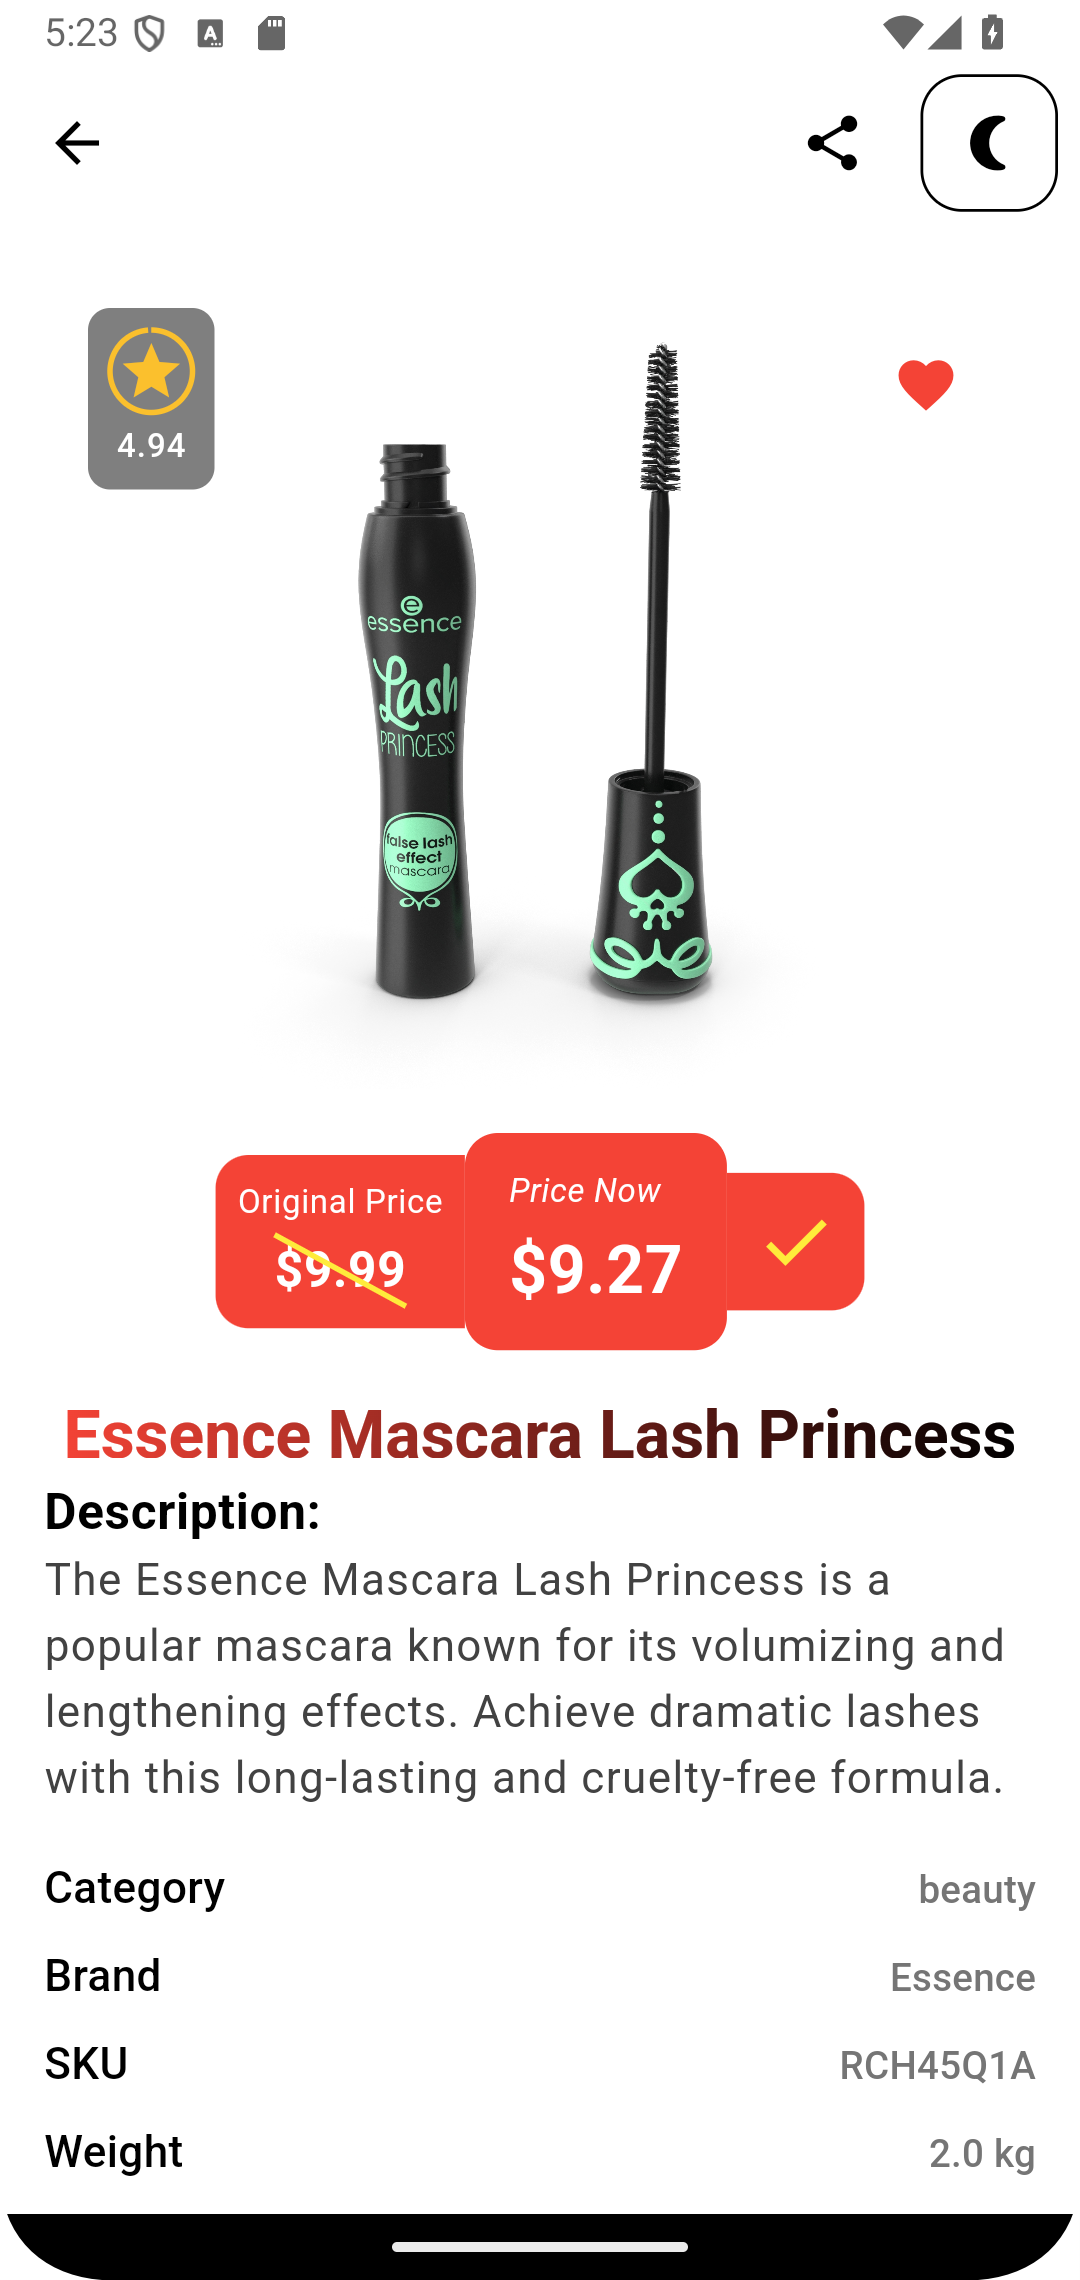 5:23
4.94
essence
Lash
PRINCESS
false lash
effect
mascara
Original Price
$9.99
Price Now
$9.27
Essence Mascara Lash Princess
Description:
The Essence Mascara Lash Princess is a
popular mascara known for its volumizing and
lengthening effects. Achieve dramatic lashes
with this long-lasting and cruelty-free formula.
Category beauty
Brand Essence
SKU RCH45Q1A
Weight 2.0 kg